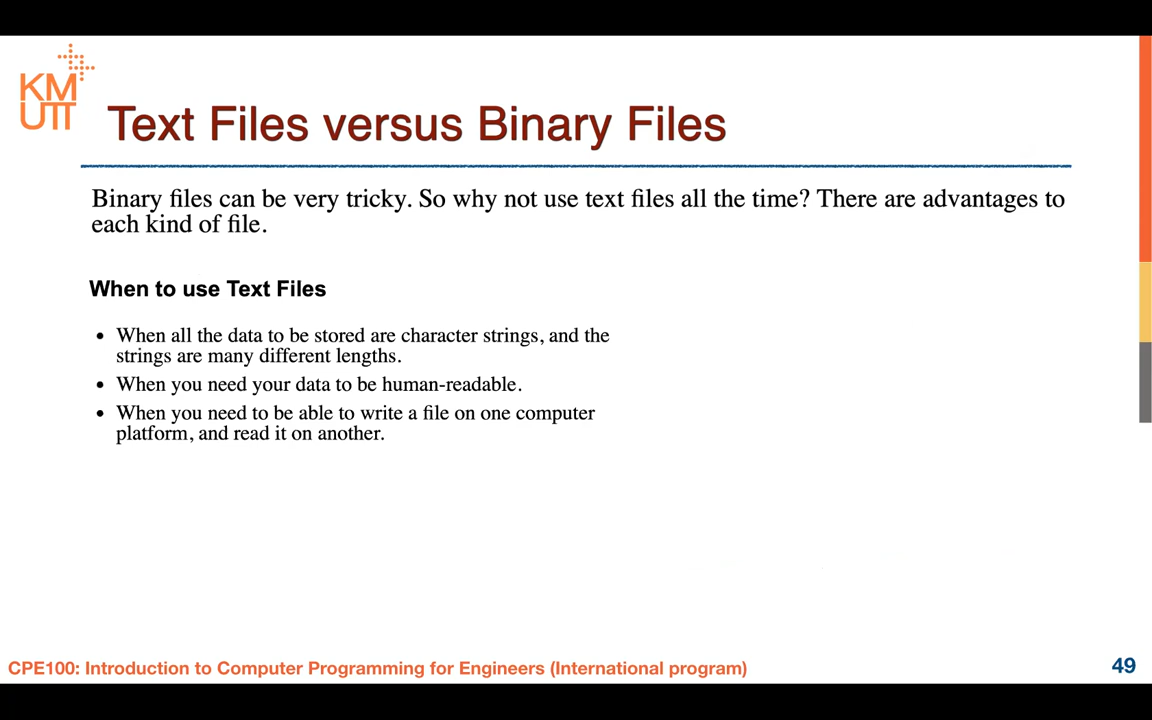 KM
UTT
Text Files versus Binary Files
Binary files can be very tricky. So why not use text files all the time? There are advantages to
each kind of file.
When to use Text Files
• When all the data to be stored are character strings, and the
strings are many different lengths.
• When you need your data to be human-readable.
• When you need to be able to write a file on one computer
platform, and read it on another.
CPE100: Introduction to Computer Programming for Engineers (International program)
49